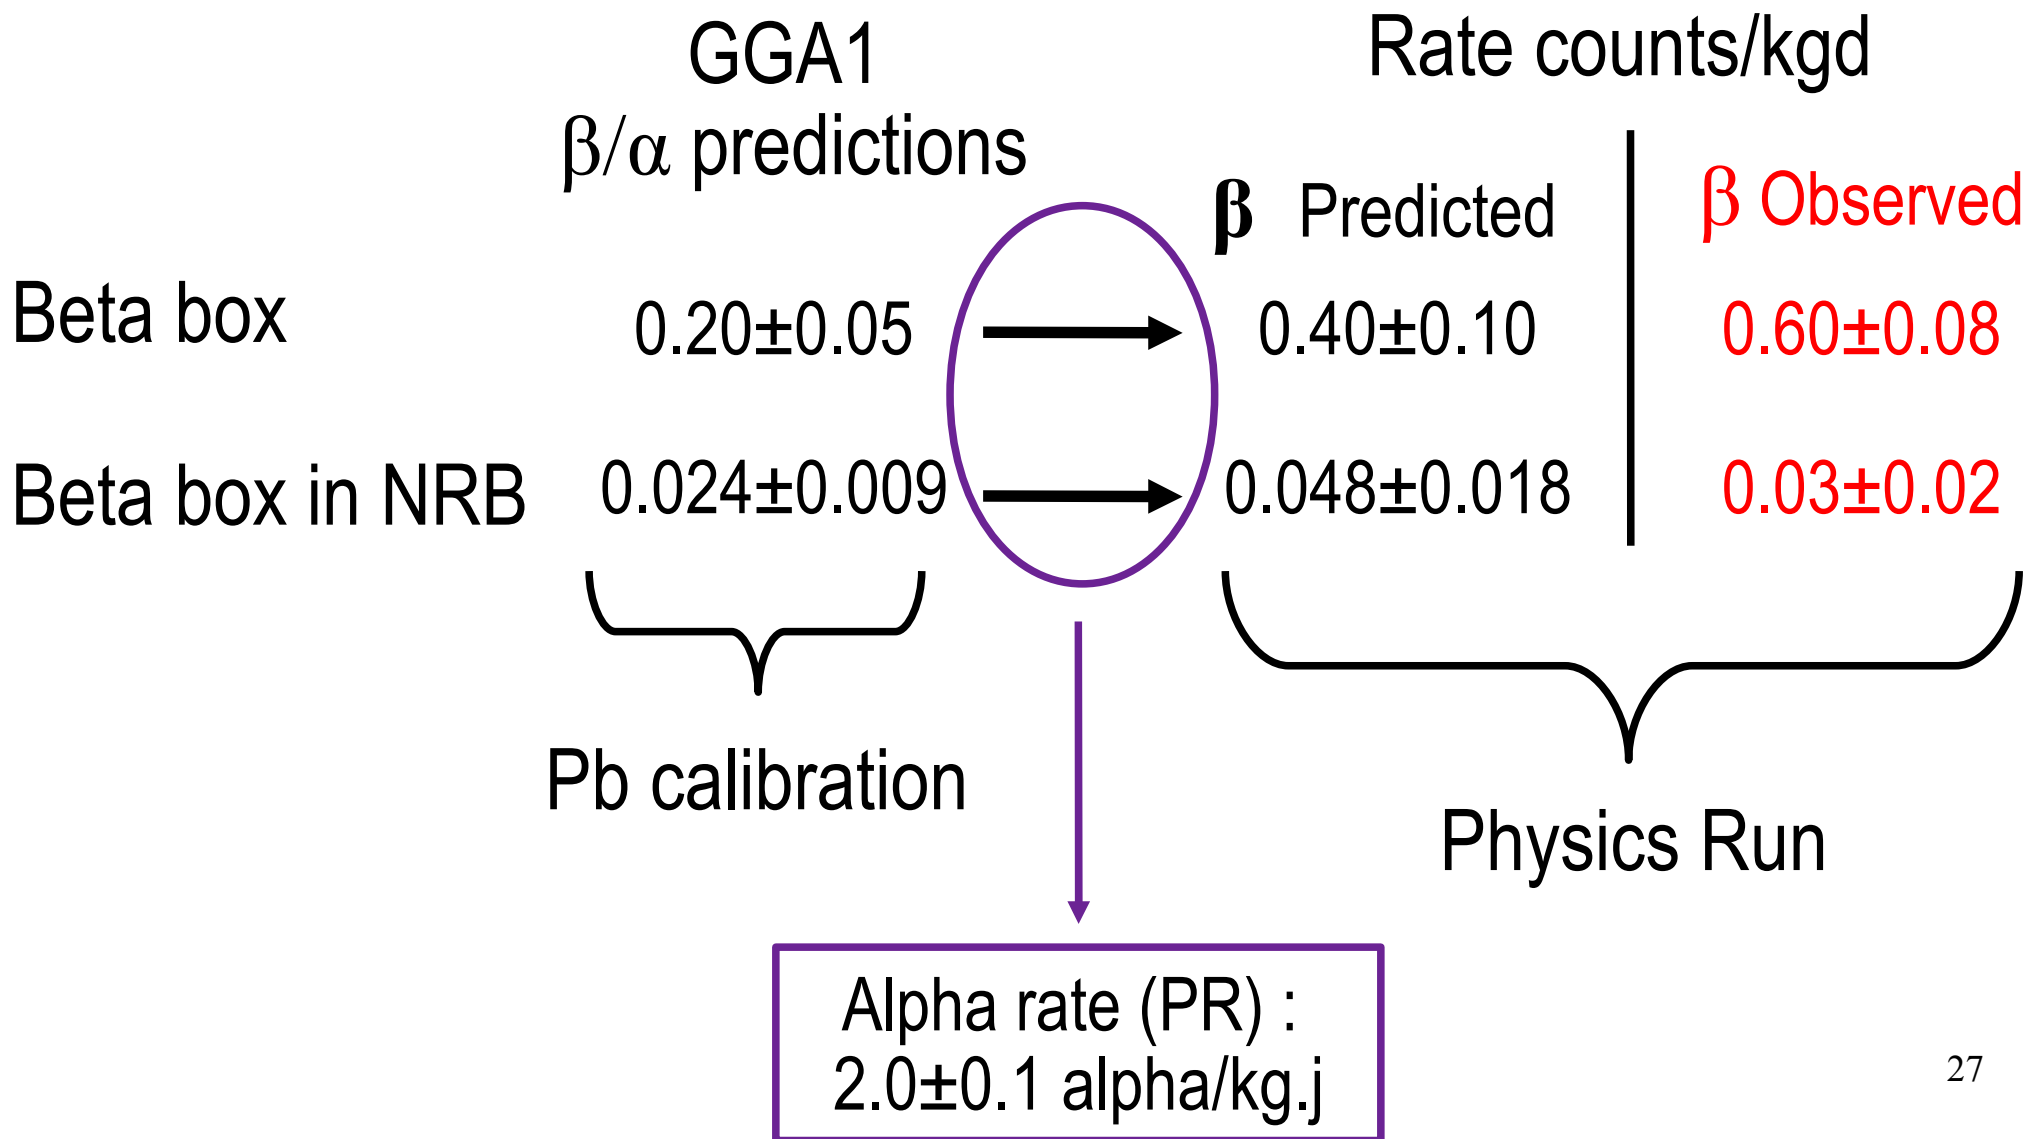 GGA1
β/α predictions
Rate counts/kgd
β Predicted
β Observed
Beta box
0.20±0.05
0.40±0.10
0.60±0.08
Beta box in NRB
0.024±0.009
0.048±0.018
0.03±0.02
Pb calibration
Physics Run
Alpha rate (PR) :
2.0±0.1 alpha/kg.j
27